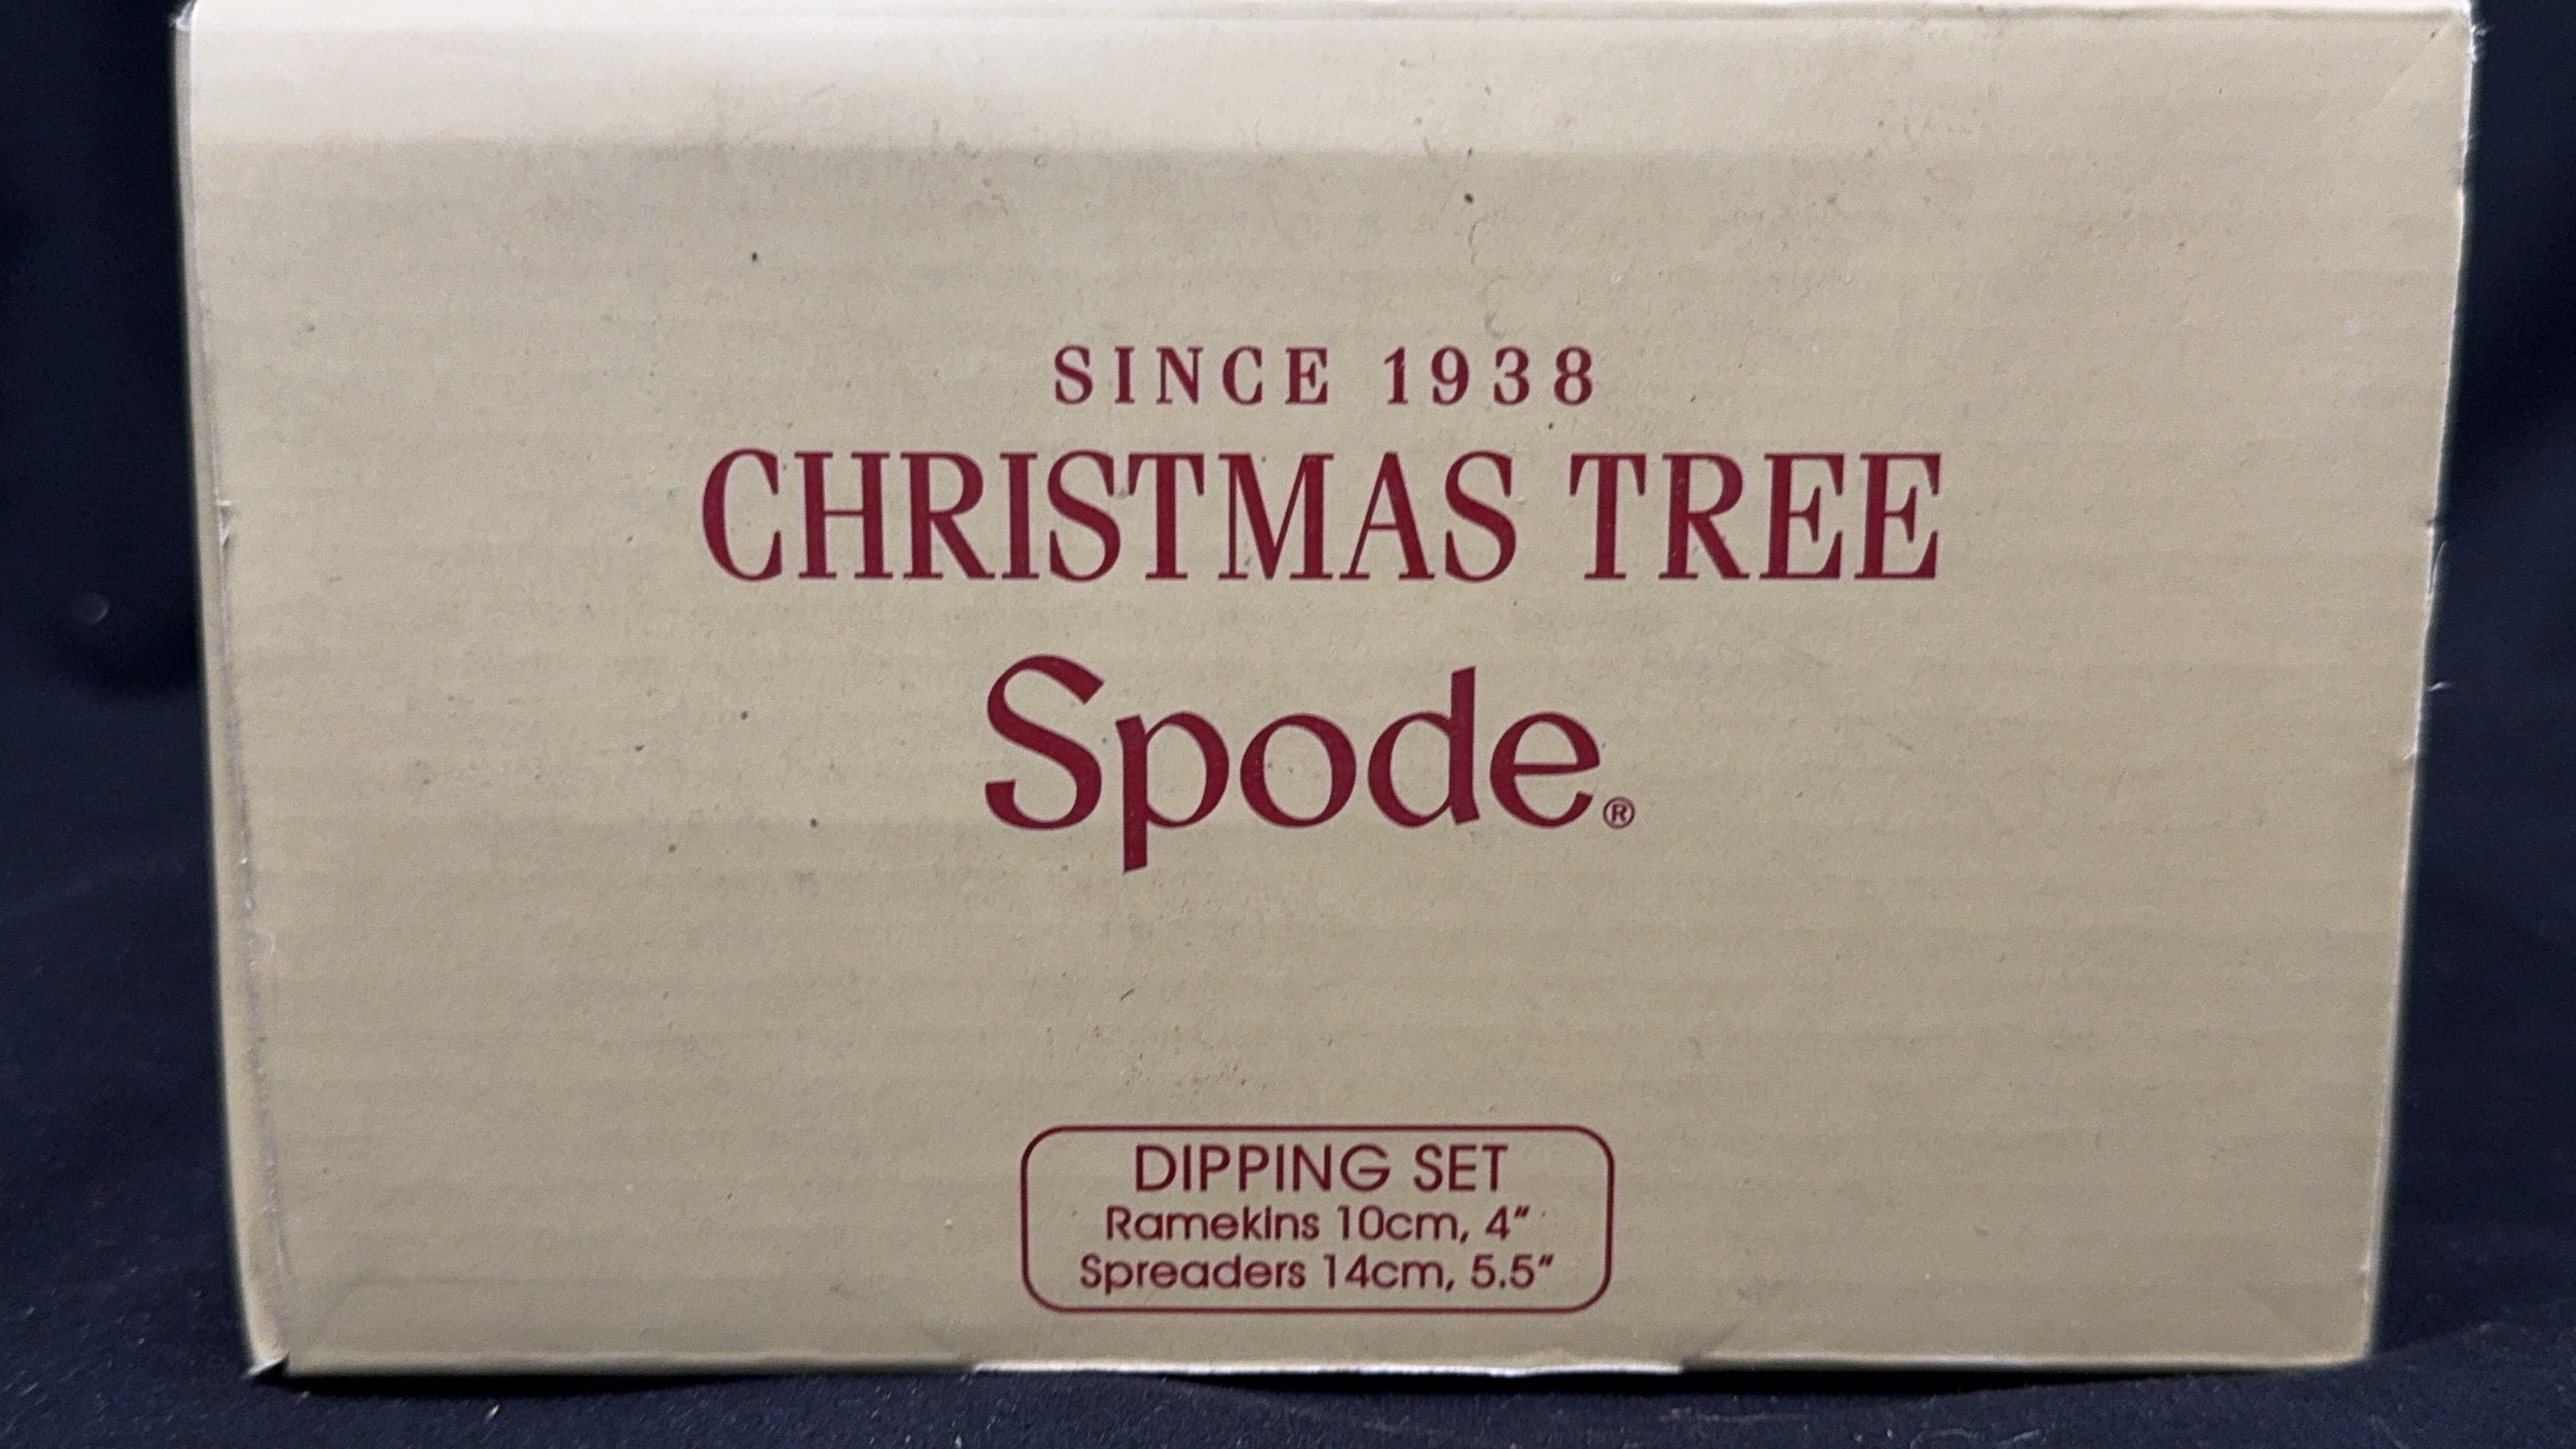 SINCE 1938
CHRISTMAS TREE
Spode®
DIPPING SET
Ramekins 10cm, 4"
Spreaders 14cm, 5.5"